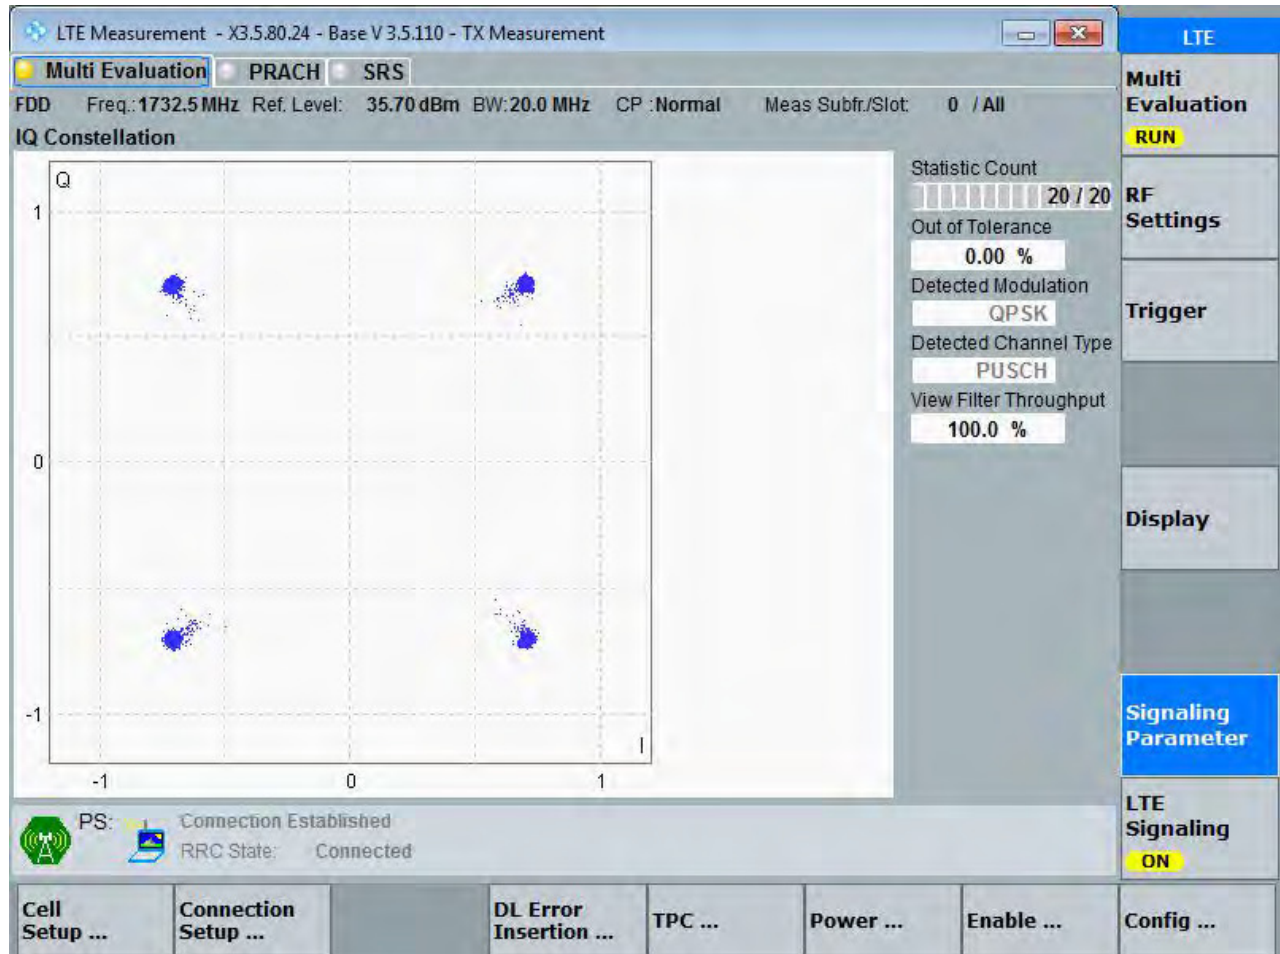 LTE Measurement - X3.5.80.24 - Base V 3.5.110 - TX Measurement
LTE
Multi Evaluation PRACH SRS
FDD Freq.: 1732.5 MHz Ref. Level: 35.70 dBm BW: 20.0 MHz CP : Normal Meas Subfr./Slot: 0 / All
IQ Constellation
Q
1
0
-1
I
-1 0 1
Statistic Count
20 / 20
Out of Tolerance
0.00 %
Detected Modulation
QPSK
Detected Channel Type
PUSCH
View Filter Throughput
100.0 %
Multi
Evaluation
RUN
RF
Settings
Trigger
Display
Signaling
Parameter
LTE
Signaling
ON
PS: Connection Established
RRC State: Connected
Cell
Setup ...
Connection
Setup ...
DL Error
Insertion ...
TPC ...
Power ...
Enable ...
Config ...